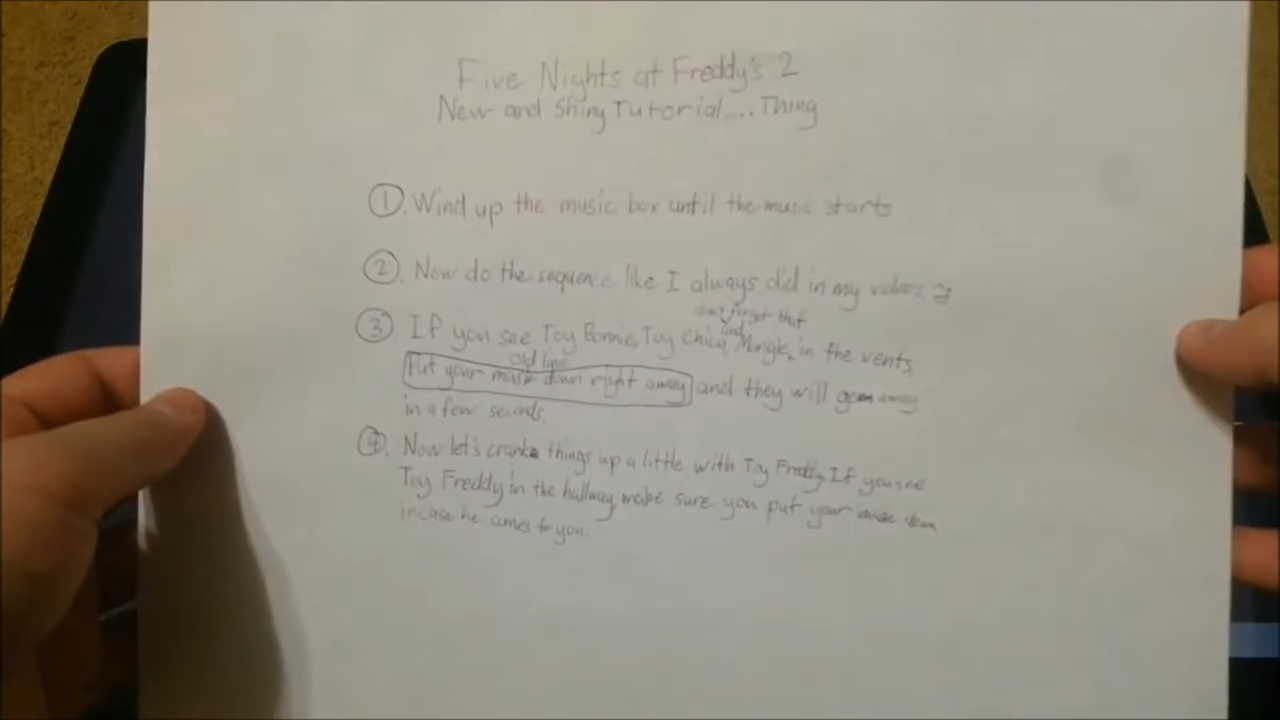 Five Nights at Freddy's 2
New and Shiny Tutorial...Thing
①. Wind up the music box until the music starts
②. Now do the sequence like I always did in my videos
don't forget that
③. If you see Toy Bonnie, Toy Chica, and Mangle, in the vents
Old line
Put your mask down right away and they will go away
in a few seconds.
④. Now let's crank things up a little with Toy Freddy. If you see
Toy Freddy in the hallway, make sure you put your mask down
incase he comes to you.